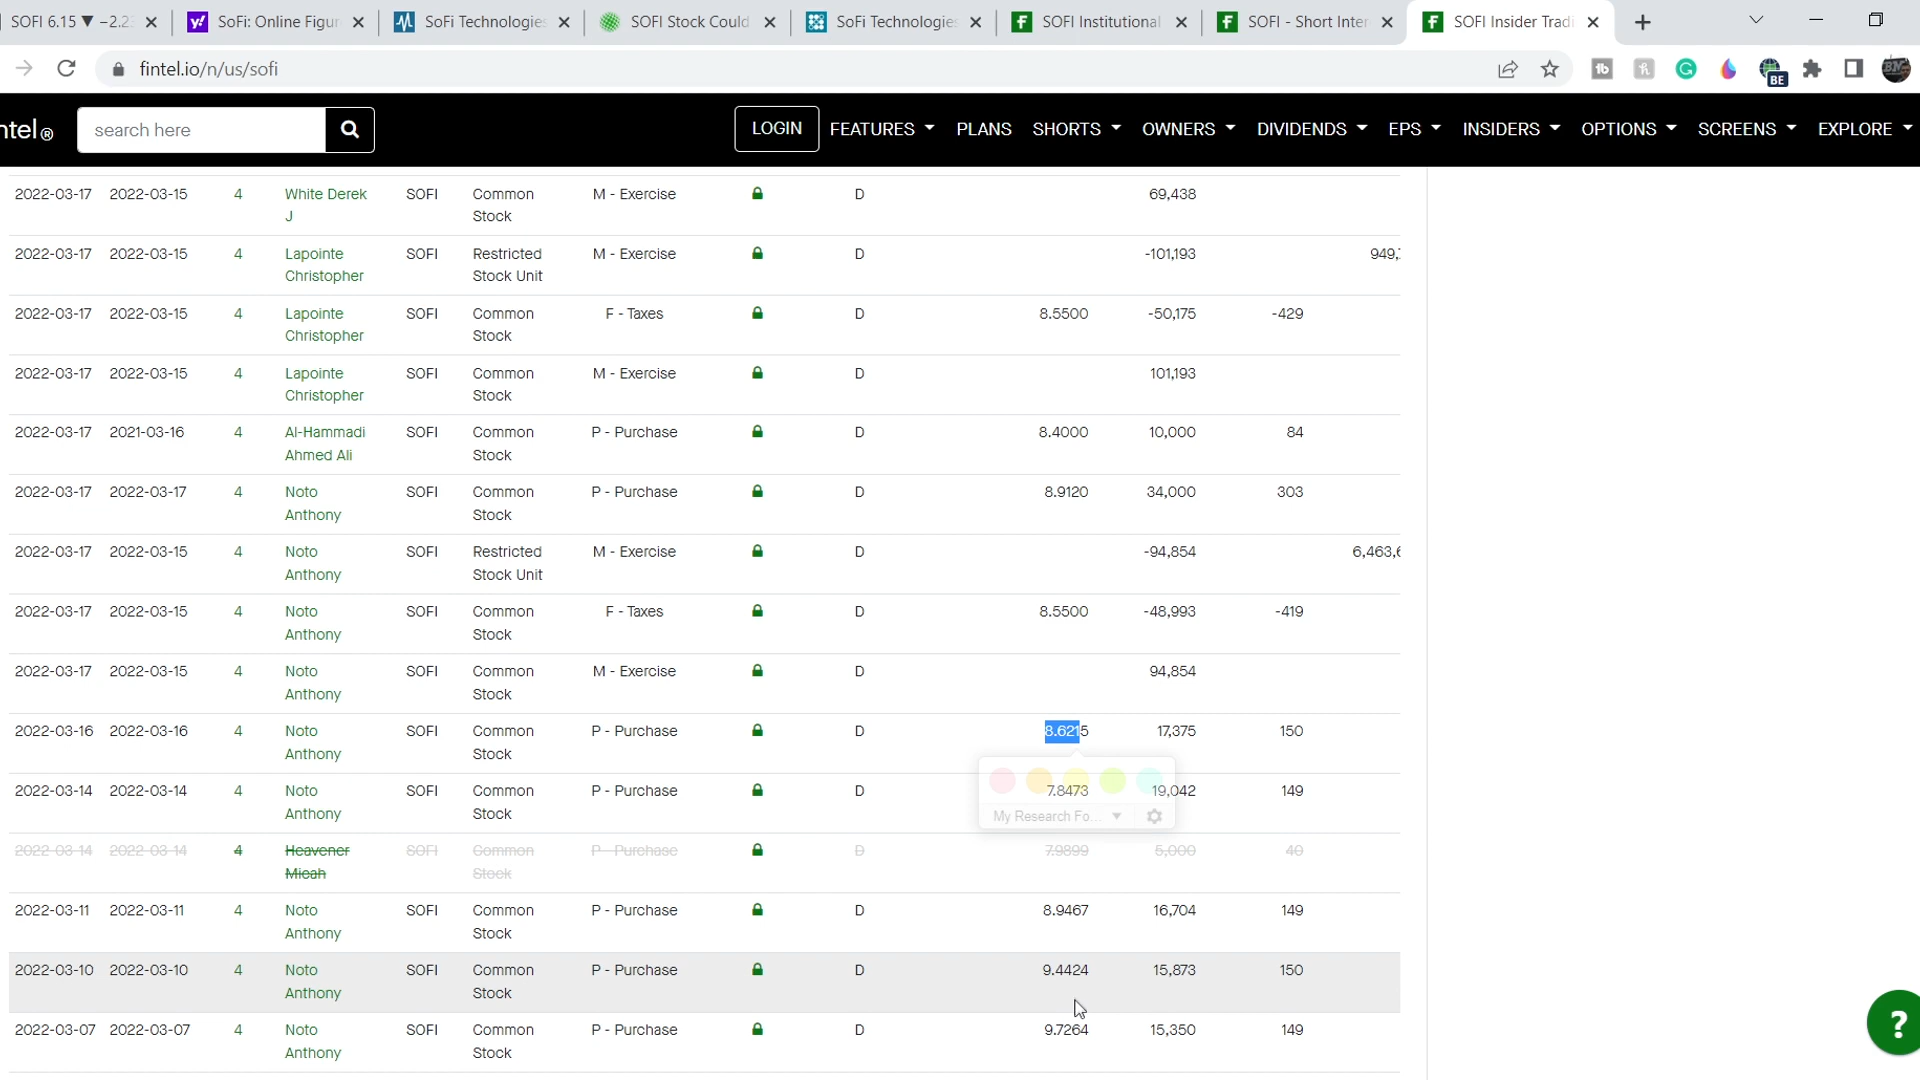 SOFI 6.15 ▼ −2.23 SoFi: Online Figur SoFi Technologies SOFI Stock Could SoFi Technologies SOFI Institutional SOFI - Short Inter SOFI Insider Tradi
fintel.io/n/us/sofi BE
ntel® search here LOGIN FEATURES PLANS SHORTS OWNERS DIVIDENDS EPS INSIDERS OPTIONS SCREENS EXPLORE
2022-03-17 2022-03-15 4 White Derek SOFI Common M - Exercise D 69,438
J Stock
2022-03-17 2022-03-15 4 Lapointe SOFI Restricted M - Exercise D -101,193 949,
Christopher Stock Unit
2022-03-17 2022-03-15 4 Lapointe SOFI Common F - Taxes D 8.5500 -50,175 -429
Christopher Stock
2022-03-17 2022-03-15 4 Lapointe SOFI Common M - Exercise D 101,193
Christopher Stock
2022-03-17 2021-03-16 4 Al-Hammadi SOFI Common P - Purchase D 8.4000 10,000 84
Ahmed Ali Stock
2022-03-17 2022-03-17 4 Noto SOFI Common P - Purchase D 8.9120 34,000 303
Anthony Stock
2022-03-17 2022-03-15 4 Noto SOFI Restricted M - Exercise D -94,854 6,463,6
Anthony Stock Unit
2022-03-17 2022-03-15 4 Noto SOFI Common F - Taxes D 8.5500 -48,993 -419
Anthony Stock
2022-03-17 2022-03-15 4 Noto SOFI Common M - Exercise D 94,854
Anthony Stock
2022-03-16 2022-03-16 4 Noto SOFI Common P - Purchase D 8.6215 17,375 150
Anthony Stock
2022-03-14 2022-03-14 4 Noto SOFI Common P - Purchase D 7.8473 19,042 149
Anthony Stock My Research Fo...
2022-03-14 2022-03-14 4 Heavener SOFI Common P - Purchase D 7.9899 5,000 40
Micah Stock
2022-03-11 2022-03-11 4 Noto SOFI Common P - Purchase D 8.9467 16,704 149
Anthony Stock
2022-03-10 2022-03-10 4 Noto SOFI Common P - Purchase D 9.4424 15,873 150
Anthony Stock
2022-03-07 2022-03-07 4 Noto SOFI Common P - Purchase D 9.7264 15,350 149
Anthony Stock
?